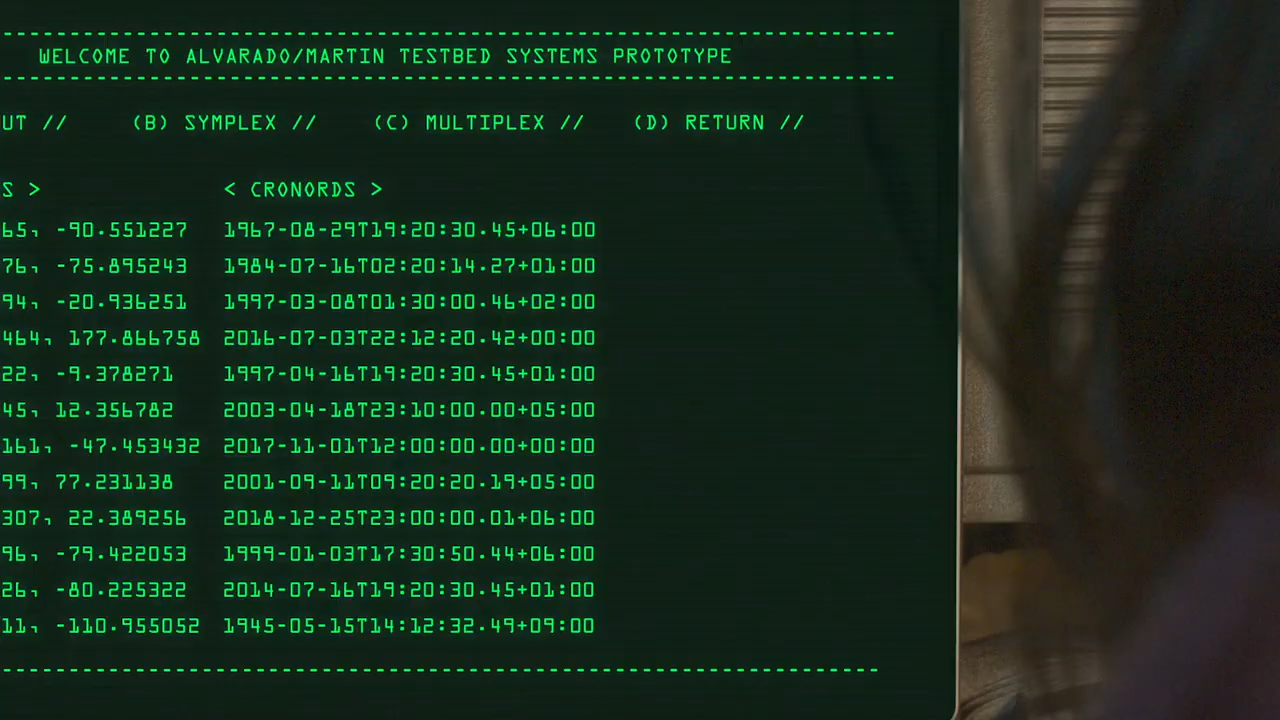 WELCOME TO ALVARADO/MARTIN TESTBED SYSTEMS PROTOTYPE
UT // (B) SYMPLEX // (C) MULTIPLEX // (D) RETURN //
S > < CRONORDS >
65, -90.551227 1967-08-29T19:20:30.45+06:00
76, -75.895243 1984-07-16T02:20:14.27+01:00
94, -20.936251 1997-03-08T01:30:00.46+02:00
464, 177.866758 2016-07-03T22:12:20.42+00:00
22, -9.378271 1997-04-16T19:20:30.45+01:00
45, 12.356782 2003-04-18T23:10:00.00+05:00
161, -47.453432 2017-11-01T12:00:00.00+00:00
99, 77.231138 2001-09-11T09:20:20.19+05:00
307, 22.389256 2018-12-25T23:00:00.01+06:00
96, -79.422053 1999-01-03T17:30:50.44+06:00
26, -80.225322 2014-07-16T19:20:30.45+01:00
11, -110.955052 1945-05-15T14:12:32.49+09:00